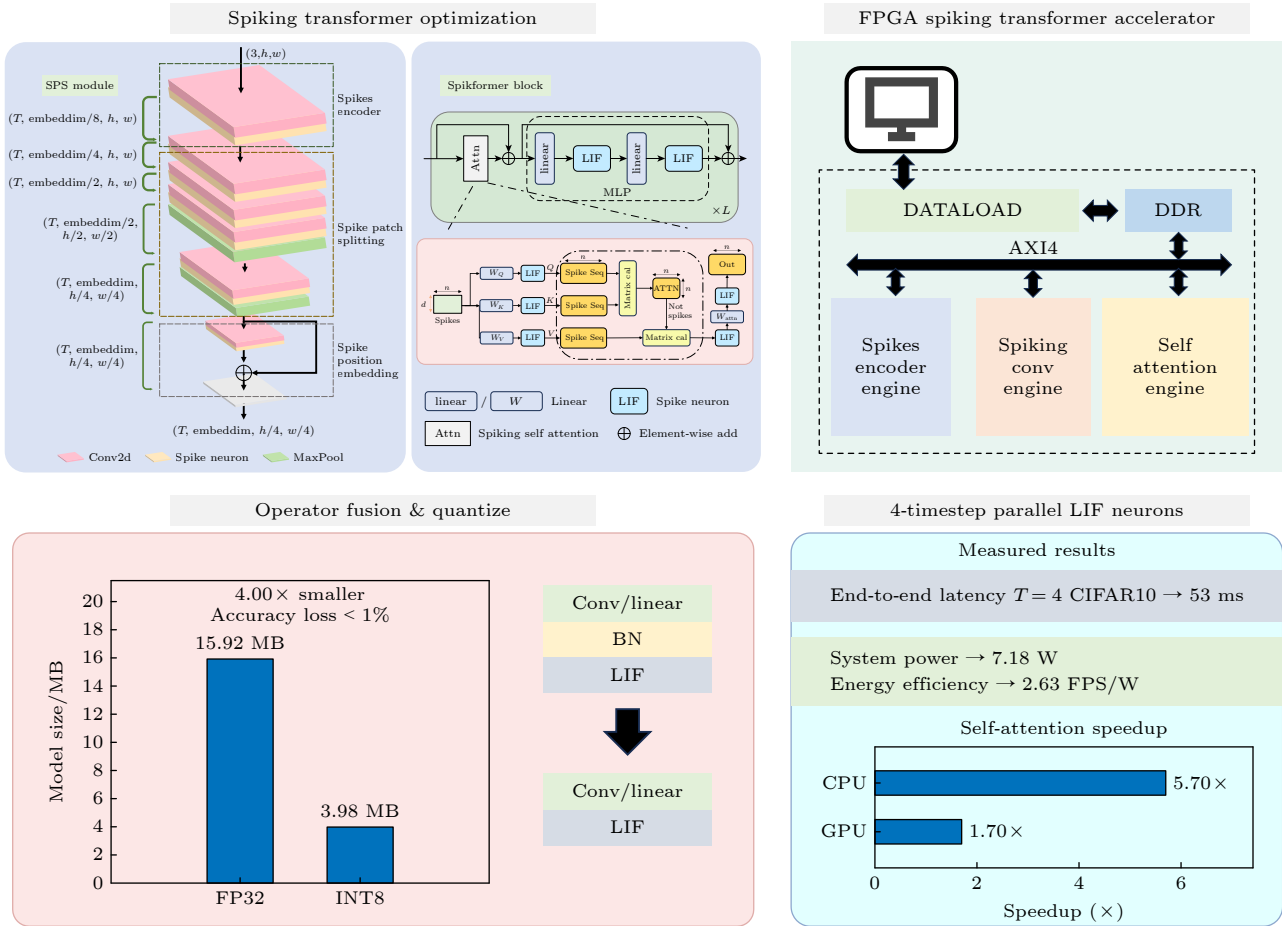 Spiking transformer optimization
SPS module
(3,h,w)
Spikes
encoder
(T, embeddim/8, h, w)
(T, embeddim/4, h, w)
(T, embeddim/2, h, w)
(T, embeddim/2,
h/2, w/2)
Spike patch
splitting
(T, embeddim,
h/4, w/4)
(T, embeddim,
h/4, w/4)
Spike
position
embedding
(T, embeddim, h/4, w/4)
Conv2d
Spike neuron
MaxPool
Spikformer block
Attn
linear
LIF
linear
LIF
MLP
×L
n
d
Spikes
W_Q
LIF
Q
W_K
LIF
K
W_V
LIF
V
n
Spike Seq
Spike Seq
Spike Seq
Matrix cal
n
ATTN
n
Not
spikes
Matrix cal
n
Out
LIF
W_attn
LIF
linear / W Linear
LIF Spike neuron
Attn Spiking self attention
Element-wise add
FPGA spiking transformer accelerator
DATALOAD
DDR
AXI4
Spikes
encoder
engine
Spiking
conv
engine
Self
attention
engine
Operator fusion & quantize
4.00× smaller
Accuracy loss < 1%
Model size/MB
20
18
16
14
12
10
8
6
4
2
0
15.92 MB
3.98 MB
FP32
INT8
Conv/linear
BN
LIF
Conv/linear
LIF
4-timestep parallel LIF neurons
Measured results
End-to-end latency T = 4 CIFAR10 → 53 ms
System power → 7.18 W
Energy efficiency → 2.63 FPS/W
Self-attention speedup
CPU
5.70×
GPU
1.70×
0
2
4
6
Speedup (×)